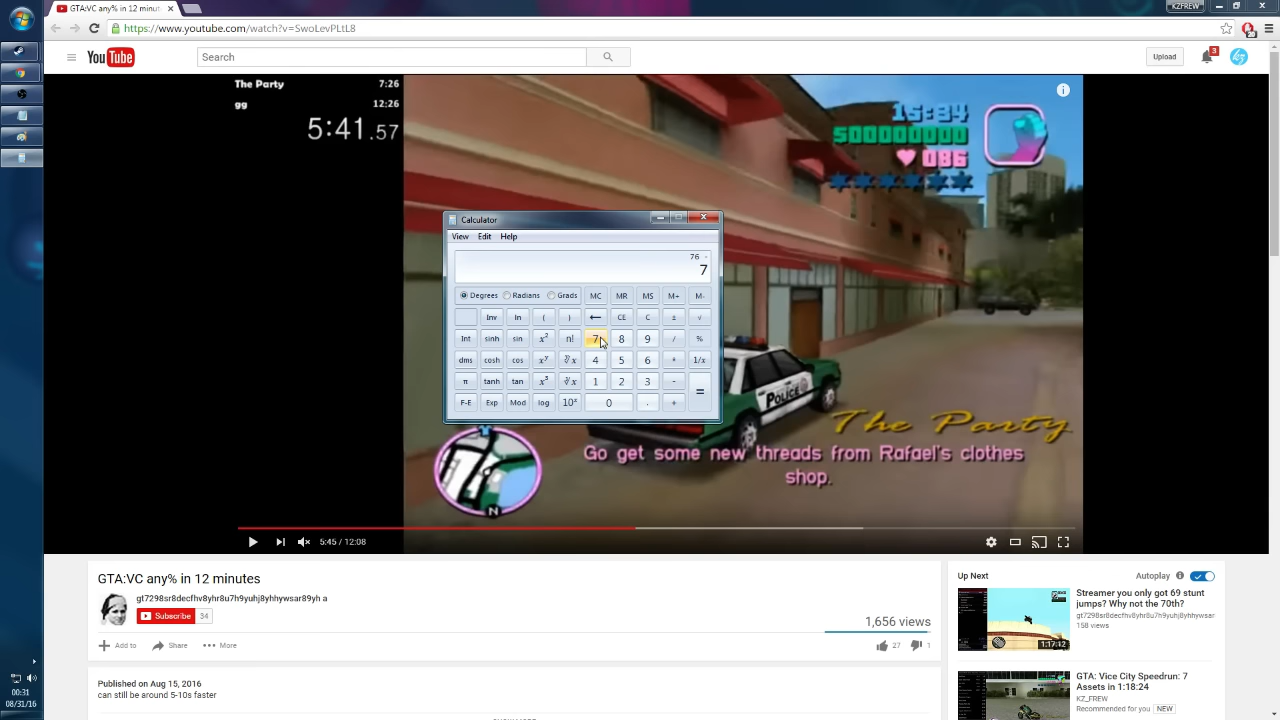 GTA:VC any% in 12 minut
KZFREW
https://www.youtube.com/watch?v=SwoLevPLtL8
YouTube
Search
Upload
3
The Party 7:26
gg 12:26
5:41.57
15:34
$00000000
086
Calculator
View Edit Help
76 -
7
Degrees Radians Grads MC MR MS M+ M-
Inv ln ( ) ← CE C ± √
Int sinh sin x² n! 7 8 9 / %
dms cosh cos xʸ ʸ√x 4 5 6 * 1/x
π tanh tan x³ ³√x 1 2 3 - =
F-E Exp Mod log 10ˣ 0 . +
POLICE
The Party
Go get some new threads from Rafael's clothes
shop.
N
5:45 / 12:08
GTA:VC any% in 12 minutes
gt7298sr8decfhv8yhr8u7h9yuhj8yhhywsar89yh a
Subscribe 34
1,656 views
Add to Share More 27 1
Published on Aug 15, 2016
can still be around 5-10s faster
Up Next Autoplay
Streamer you only got 69 stunt
jumps? Why not the 70th?
gt7298sr8decfhv8yhr8u7h9yuhj8yhhywsar
158 views
1:17:12
GTA: Vice City Speedrun: 7
Assets in 1:18:24
KZ_FREW
Recommended for you NEW
00:31
08/31/16